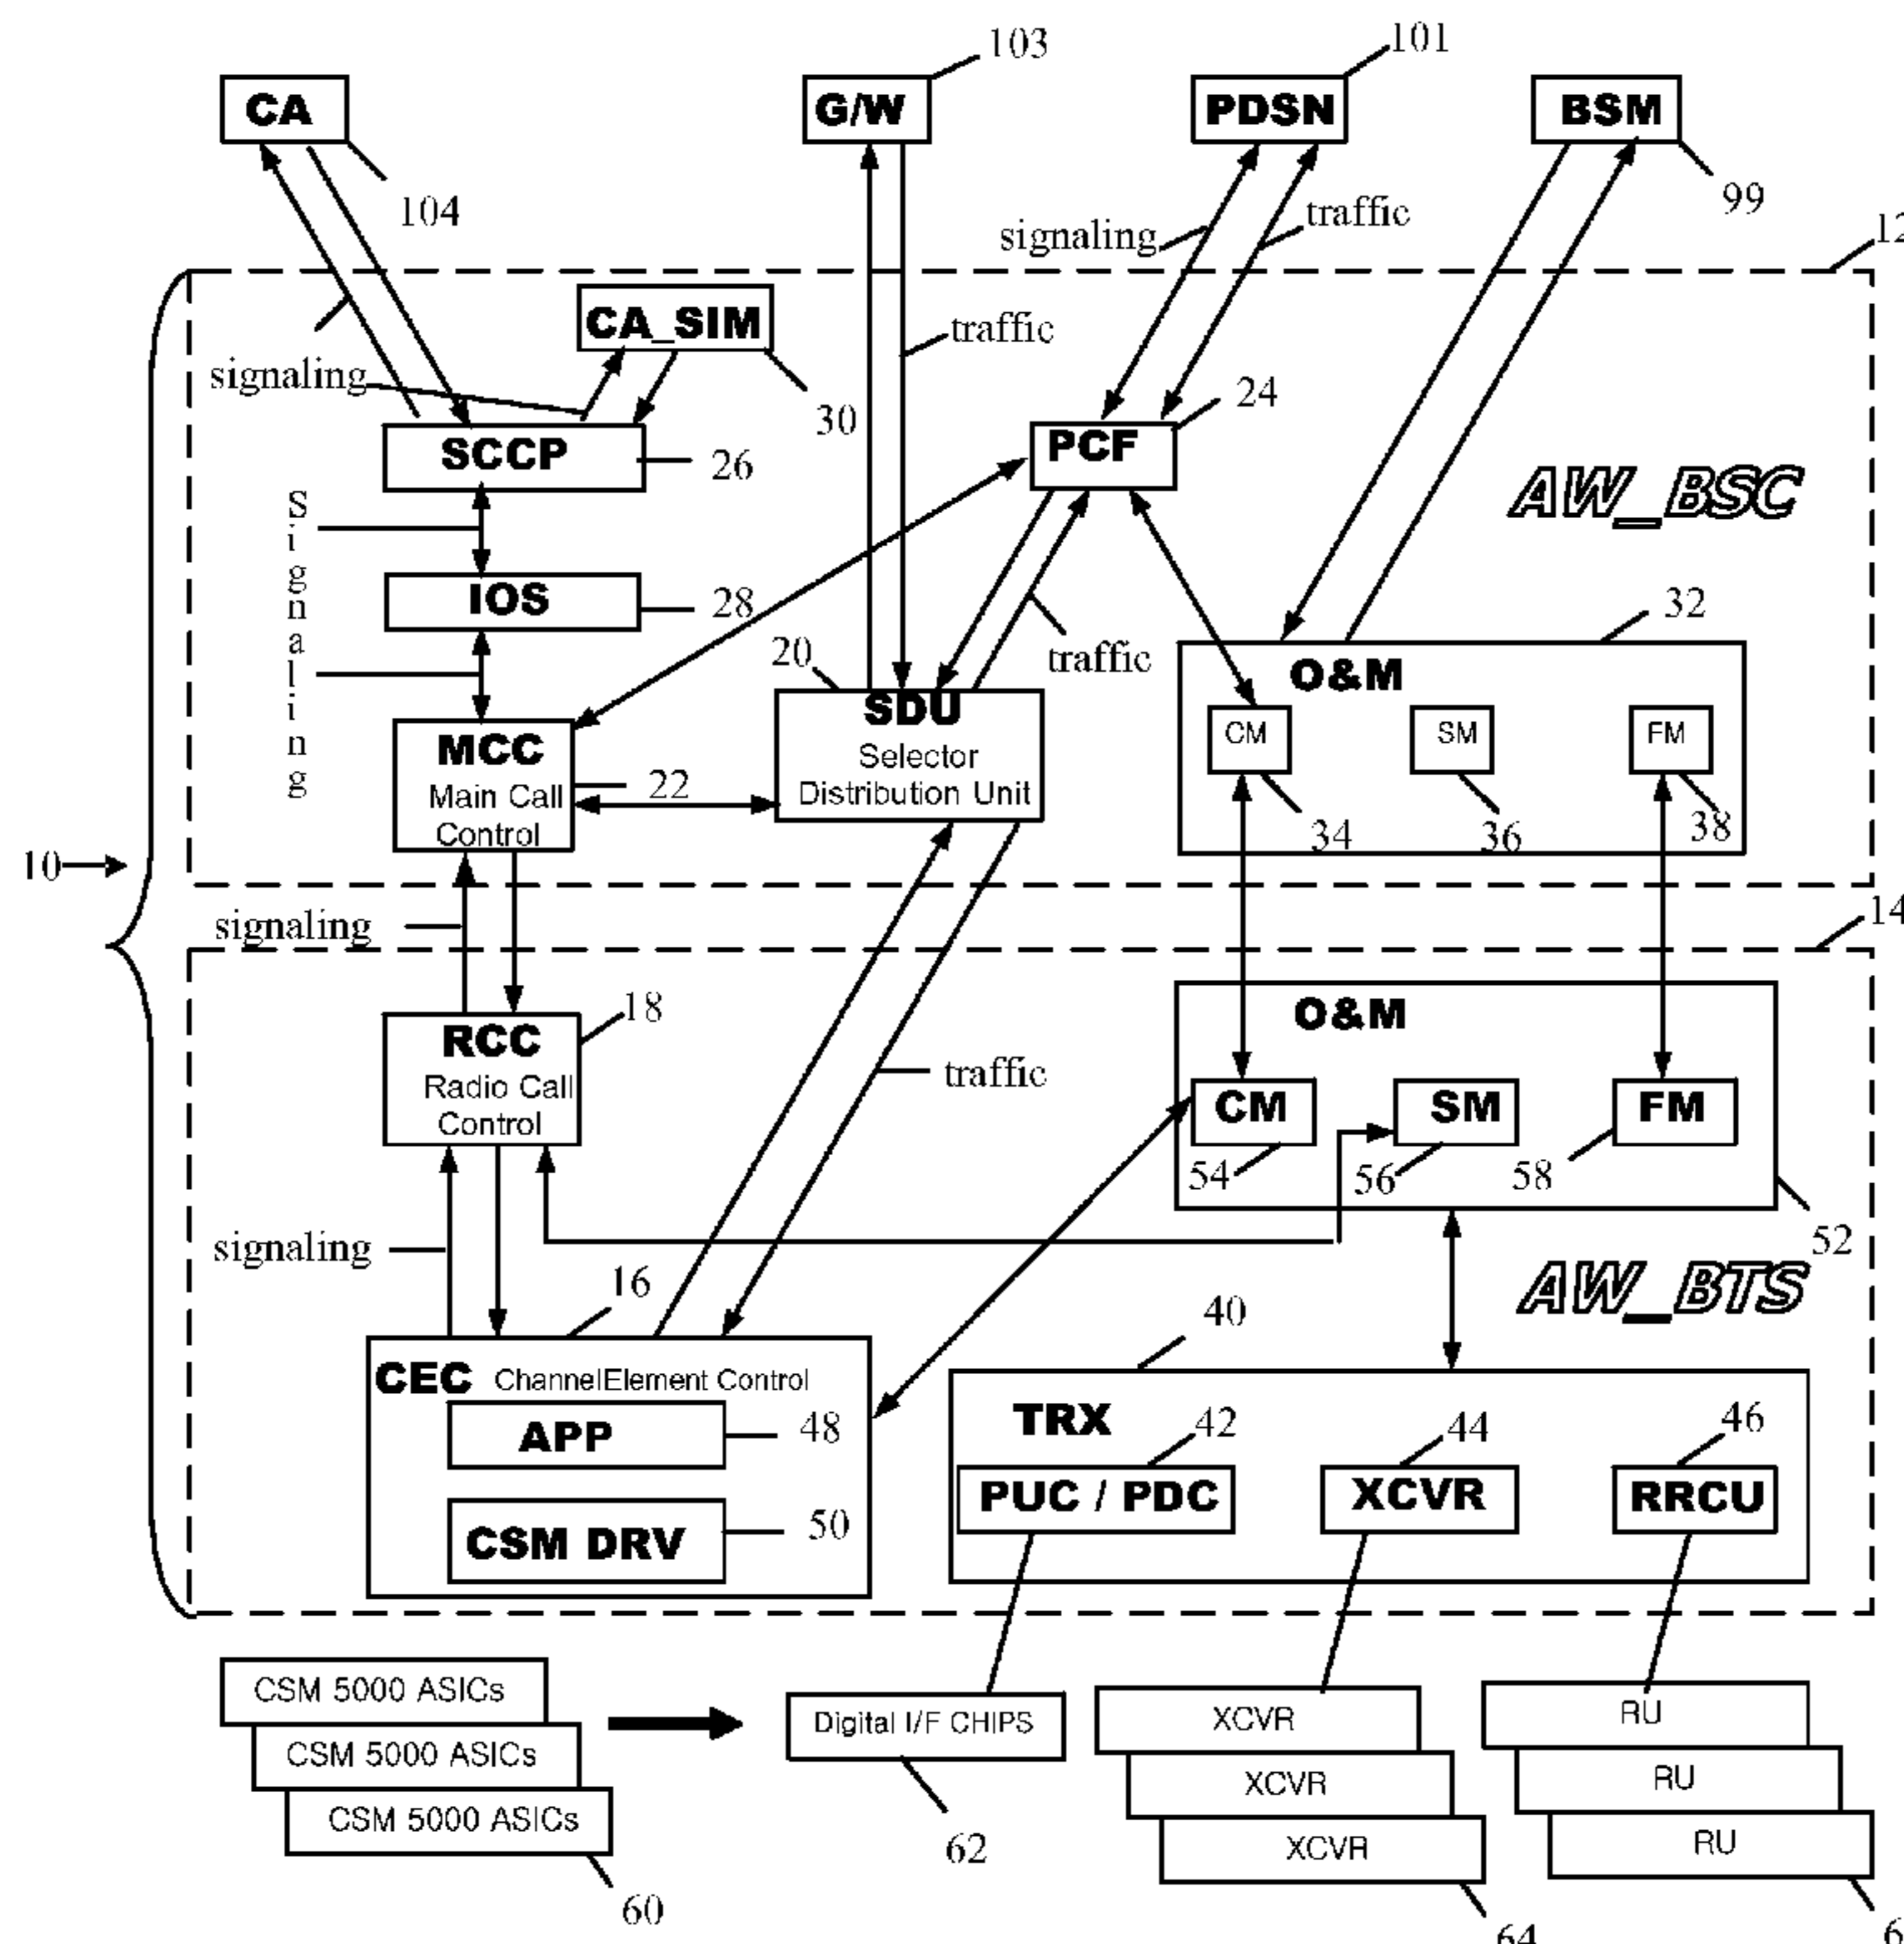 103
101
CA
G/W
PDSN
BSM
104
99
signaling
traffic
12
CA_SIM
traffic
signaling
30
24
SCCP
26
PCF
AW_BSC
Signaling
IOS
28
32
20
traffic
O&M
SDU
Selector
Distribution Unit
CM
SM
FM
MCC
Main Call
Control
22
34
36
38
10
signaling
14
18
O&M
RCC
Radio Call
Control
traffic
CM
SM
FM
54
56
58
signaling
52
16
AW_BTS
40
CEC ChannelElement Control
APP
48
TRX
42
44
46
PUC / PDC
XCVR
RRCU
CSM DRV
50
CSM 5000 ASICs
CSM 5000 ASICs
CSM 5000 ASICs
Digital I/F CHIPS
XCVR
XCVR
XCVR
RU
RU
RU
62
60
64